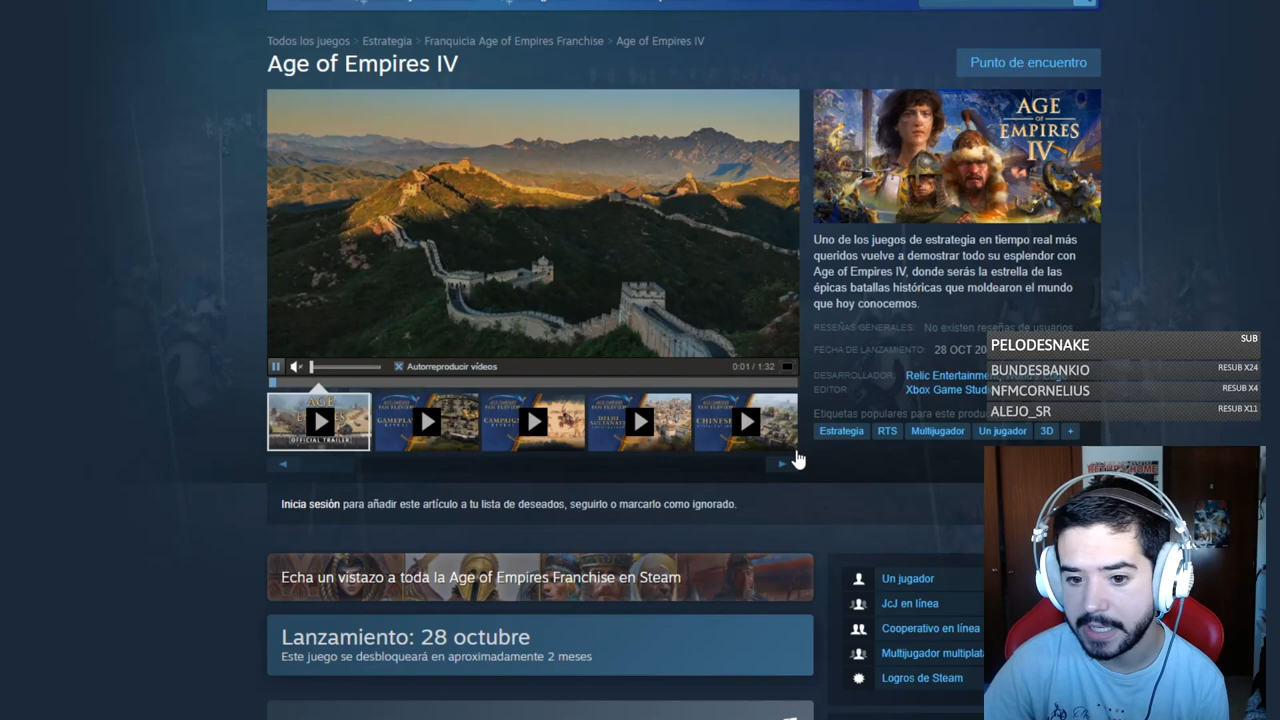 Todos los juegos > Estrategia > Franquicia Age of Empires Franchise > Age of Empires IV
Age of Empires IV
Punto de encuentro
AGE
OF
EMPIRES
IV
Uno de los juegos de estrategia en tiempo real más
queridos vuelve a demostrar todo su esplendor con
Age of Empires IV, donde serás la estrella de las
épicas batallas históricas que moldearon el mundo
que hoy conocemos.
RESEÑAS GENERALES: No existen reseñas de usuarios
FECHA DE LANZAMIENTO: 28 OCT 20
DESARROLLADOR: Relic Entertainme
EDITOR: Xbox Game Stud
Etiquetas populares para este produ
Estrategia RTS Multijugador Un jugador 3D +
PELODESNAKE SUB
BUNDESBANKIO RESUB X24
NFMCORNELIUS RESUB X4
ALEJO_SR RESUB X11
Autorreproducir vídeos 0:01 / 1:32
AGE
EMPIRES
OFFICIAL TRAILER
Inicia sesión para añadir este artículo a tu lista de deseados, seguirlo o marcarlo como ignorado.
Echa un vistazo a toda la Age of Empires Franchise en Steam
Lanzamiento: 28 octubre
Este juego se desbloqueará en aproximadamente 2 meses
Un jugador
JcJ en línea
Cooperativo en línea
Multijugador multiplat
Logros de Steam